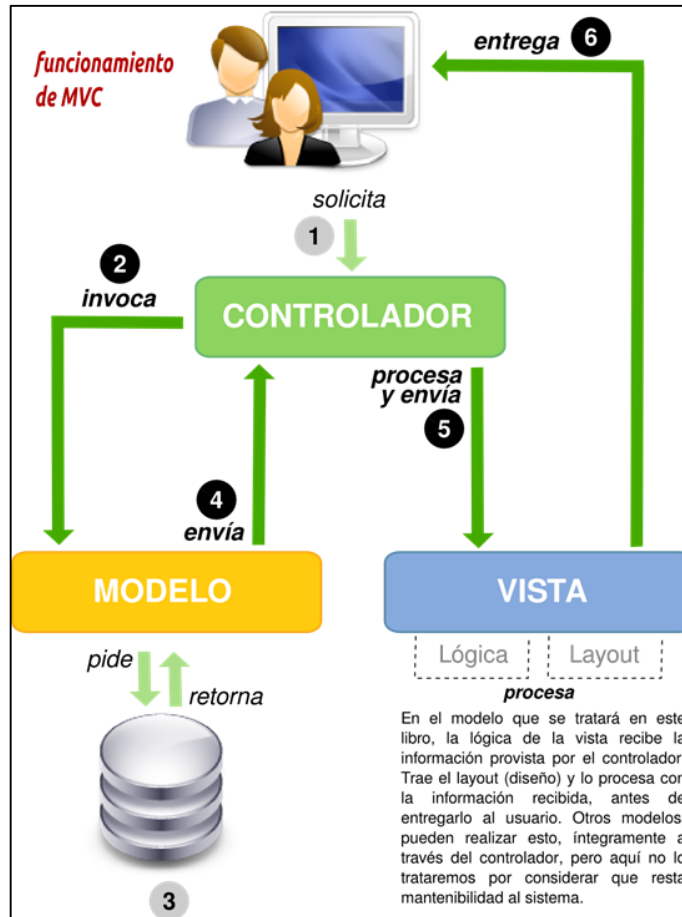 funcionamiento
de MVC
entrega 6
solicita
1
2
invoca
CONTROLADOR
procesa
y envía
5
4
envía
MODELO
VISTA
pide
retorna
Lógica
Layout
procesa
3
En el modelo que se tratará en este
libro, la lógica de la vista recibe la
información provista por el controlador
Trae el layout (diseño) y lo procesa con
la información recibida, antes de
entregarlo al usuario. Otros modelos
pueden realizar esto, íntegramente a
través del controlador, pero aquí no lo
trataremos por considerar que resta
mantenibilidad al sistema.